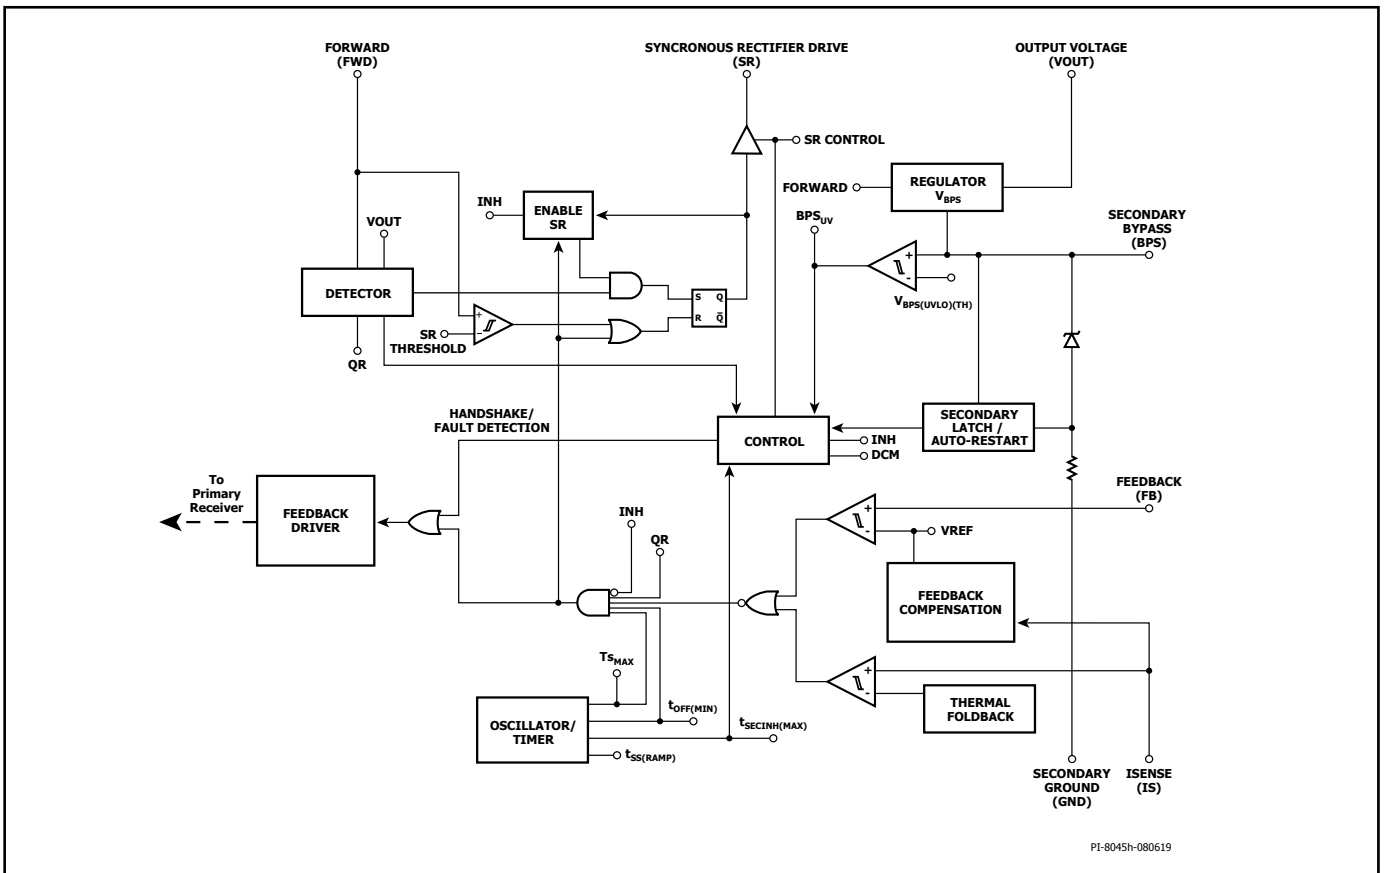 FORWARD
(FWD)
SYNCRONOUS RECTIFIER DRIVE
(SR)
OUTPUT VOLTAGE
(VOUT)
SR CONTROL
FORWARD
REGULATOR
VBPS
INH
ENABLE
SR
VOUT
BPSUV
SECONDARY
BYPASS
(BPS)
+
-
VBPS(UVLO)(TH)
DETECTOR
S Q
R Q̅
+
-
SR
THRESHOLD
QR
HANDSHAKE/
FAULT DETECTION
CONTROL
INH
DCM
SECONDARY
LATCH /
AUTO-RESTART
To
Primary
Receiver
FEEDBACK
DRIVER
INH
QR
FEEDBACK
(FB)
+
-
VREF
FEEDBACK
COMPENSATION
TsMAX
+
-
THERMAL
FOLDBACK
OSCILLATOR/
TIMER
tOFF(MIN)
tSECINH(MAX)
tSS(RAMP)
SECONDARY
GROUND
(GND)
ISENSE
(IS)
PI-8045h-080619